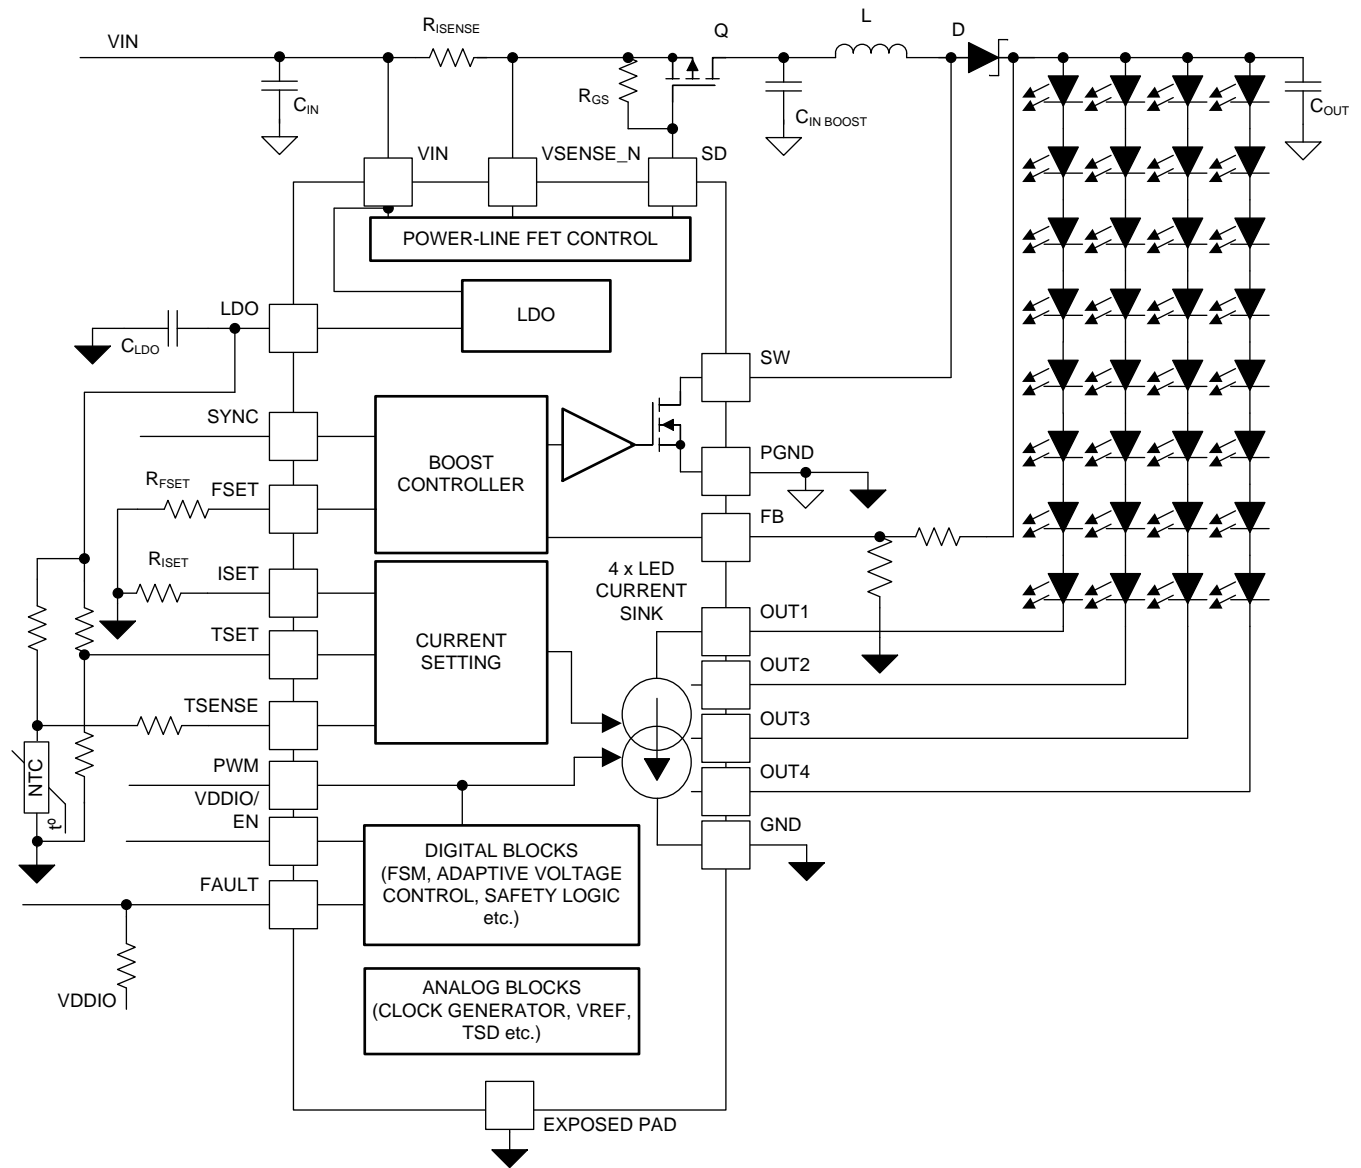 VIN
RISENSE
Q
L
D
CIN
RGS
CIN BOOST
COUT
VIN
VSENSE_N
SD
POWER-LINE FET CONTROL
LDO
LDO
CLDO
SW
SYNC
BOOST
CONTROLLER
PGND
RFSET
FSET
FB
RISET
ISET
4 x LED
CURRENT
SINK
OUT1
TSET
CURRENT
SETTING
OUT2
TSENSE
OUT3
NTC
tº
PWM
OUT4
VDDIO/
EN
GND
DIGITAL BLOCKS
(FSM, ADAPTIVE VOLTAGE
CONTROL, SAFETY LOGIC
etc.)
FAULT
VDDIO
ANALOG BLOCKS
(CLOCK GENERATOR, VREF,
TSD etc.)
EXPOSED PAD